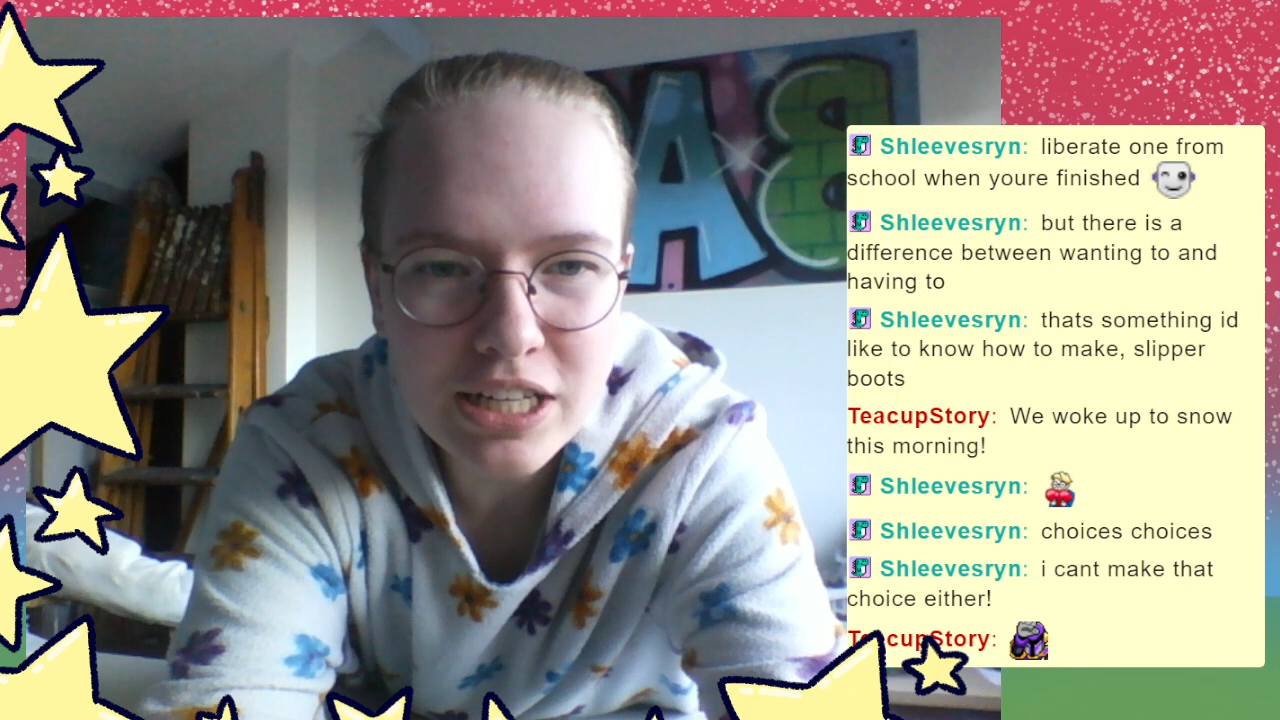 8A
Shleevesryn: liberate one from
school when youre finished
Shleevesryn: but there is a
difference between wanting to and
having to
Shleevesryn: thats something id
like to know how to make, slipper
boots
TeacupStory: We woke up to snow
this morning!
Shleevesryn:
Shleevesryn: choices choices
Shleevesryn: i cant make that
choice either!
TeacupStory: